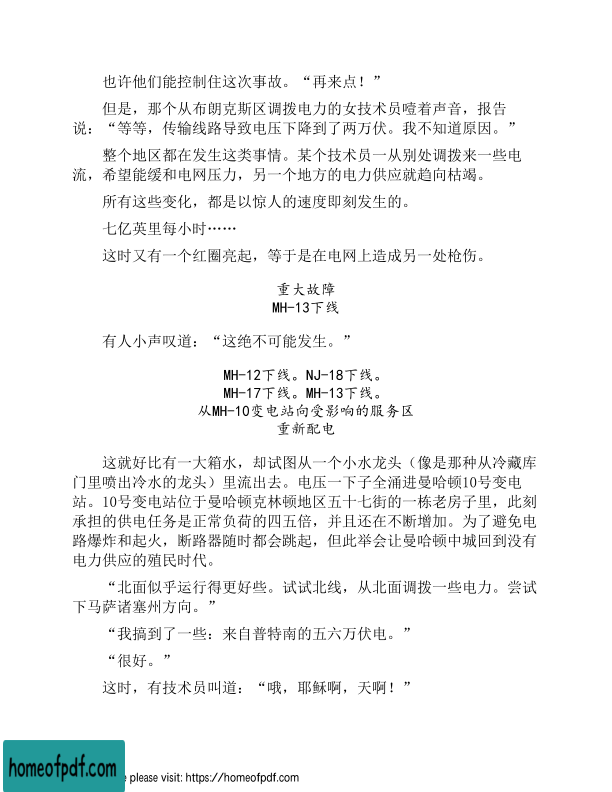 也许他们能控制住这次事故。“再来点！”
但是，那个从布朗克斯区调拨电力的女技术员噎着声音，报告
说：“等等，传输线路导致电压下降到了两万伏。我不知道原因。”
整个地区都在发生这类事情。某个技术员一从别处调拨来一些电
流，希望能缓和电网压力，另一个地方的电力供应就趋向枯竭。
所有这些变化，都是以惊人的速度即刻发生的。
七亿英里每小时……
这时又有一个红圈亮起，等于是在电网上造成另一处枪伤。
重大故障
MH-13下线
有人小声叹道：“这绝不可能发生。”
MH-12下线。NJ-18下线。
MH-17下线。MH-13下线。
从MH-10变电站向受影响的服务区
重新配电
这就好比有一大箱水，却试图从一个小水龙头（像是那种从冷藏库
门里喷出冷水的龙头）里流出去。电压一下子全涌进曼哈顿10号变电
站。10号变电站位于曼哈顿克林顿地区五十七街的一栋老房子里，此刻
承担的供电任务是正常负荷的四五倍，并且还在不断增加。为了避免电
路爆炸和起火，断路器随时都会跳起，但此举会让曼哈顿中城回到没有
电力供应的殖民时代。
“北面似乎运行得更好些。试试北线，从北面调拨一些电力。尝试
下马萨诸塞州方向。”
“我搞到了一些：来自普特南的五六万伏电。”
“很好。”
这时，有技术员叫道：“哦，耶稣啊，天啊！”
homeofpdf.com
e please visit: https://homeofpdf.com